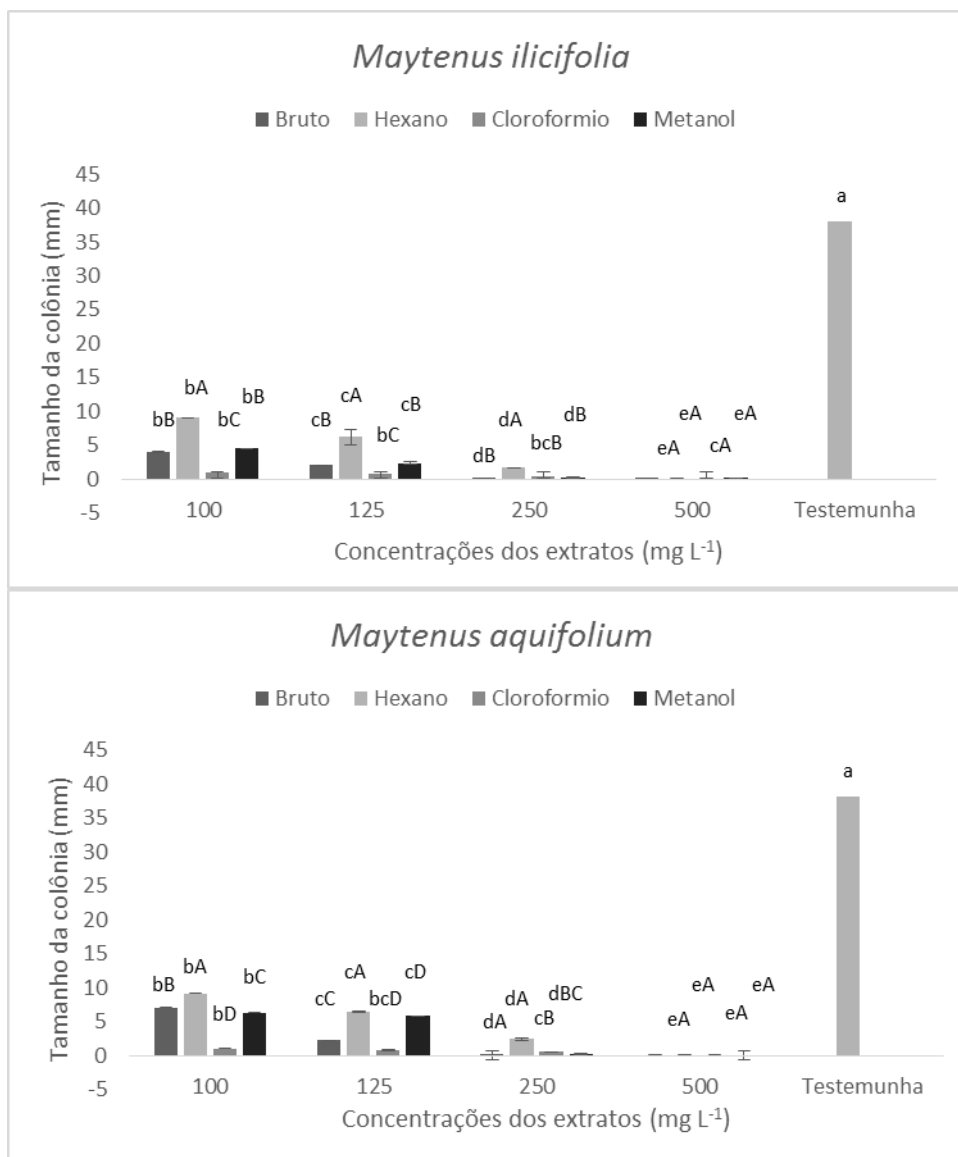 Maytenus ilicifolia
Bruto Hexano Cloroformio Metanol
Tamanho da colônia (mm)
45
40
35
30
25
20
15
10
5
0
-5
bB bA bC bB
cB cA bC cB
dB dA bcB dB
eA eA cA eA
a
100 125 250 500 Testemunha
Concentrações dos extratos (mg L-1)
Maytenus aquifolium
Bruto Hexano Cloroformio Metanol
Tamanho da colônia (mm)
45
40
35
30
25
20
15
10
5
0
-5
bB bA bD bC
cC cA bcD cD
dA dA cB dBC
eA eA eA eA
a
100 125 250 500 Testemunha
Concentrações dos extratos (mg L-1)